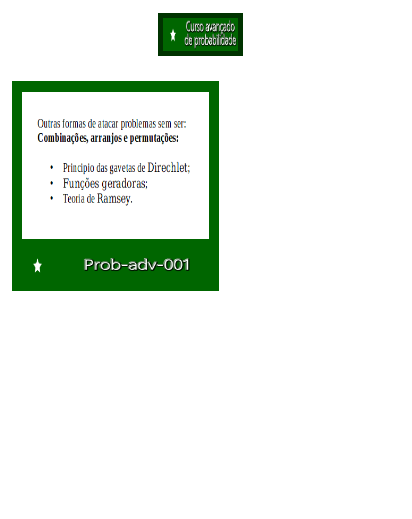 Curso avançado
de probabilidade
Outras formas de atacar problemas sem ser:
Combinações, arranjos e permutações:
• Princípio das gavetas de Direchlet;
• Funções geradoras;
• Teoria de Ramsey.
Prob-adv-001